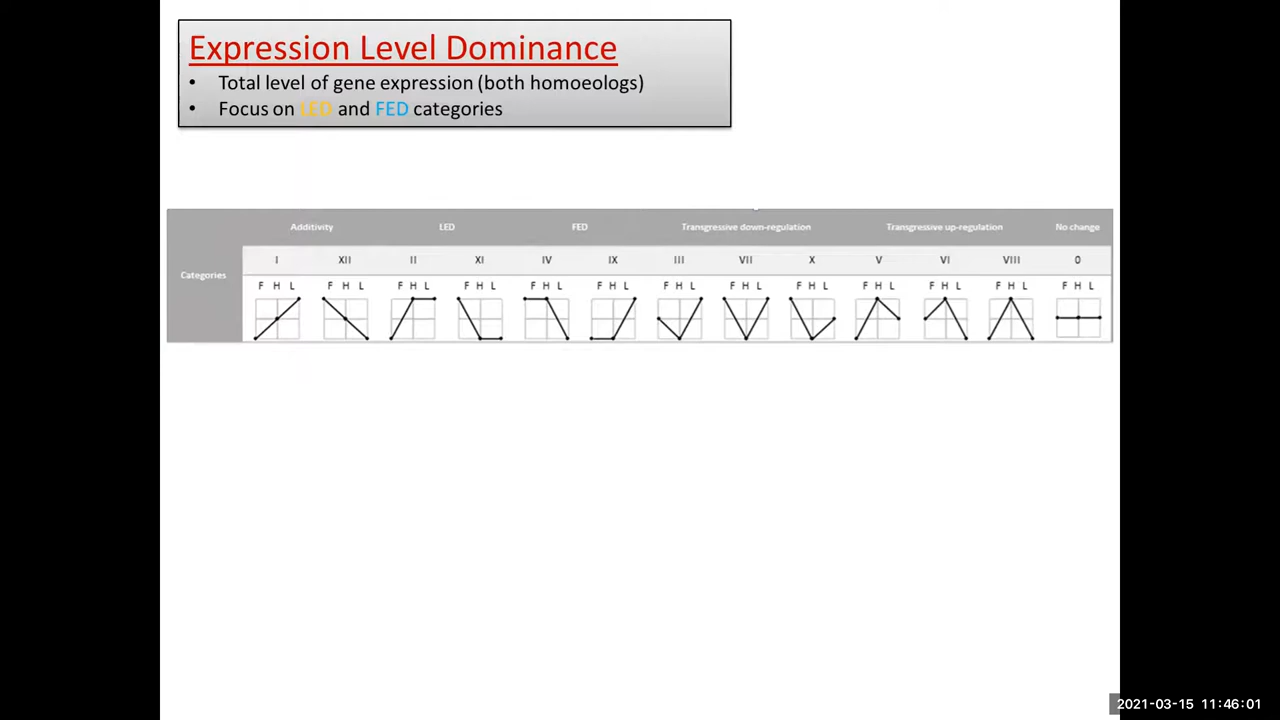 Expression Level Dominance
• Total level of gene expression (both homoeologs)
• Focus on LED and FED categories
Additivity LED FED Transgressive down-regulation Transgressive up-regulation No change
Categories
I XII II XI IV IX III VII X V VI VIII 0
F H L F H L F H L F H L F H L F H L F H L F H L F H L F H L F H L F H L F H L
2021-03-15 11:46:01